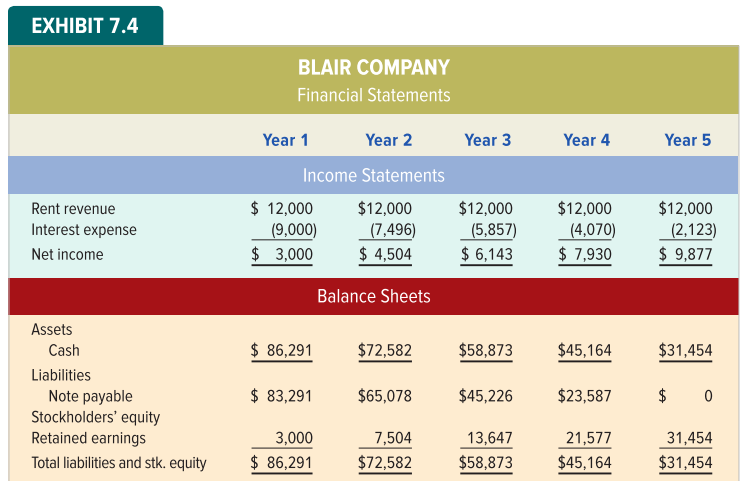 EXHIBIT 7.4
BLAIR COMPANY
Financial Statements
Year 1 Year 2 Year 3 Year 4 Year 5
Income Statements
Rent revenue $ 12,000 $12,000 $12,000 $12,000 $12,000
Interest expense (9,000) (7,496) (5,857) (4,070) (2,123)
Net income $ 3,000 $ 4,504 $ 6,143 $ 7,930 $ 9,877
Balance Sheets
Assets
Cash $ 86,291 $72,582 $58,873 $45,164 $31,454
Liabilities
Note payable $ 83,291 $65,078 $45,226 $23,587 $ 0
Stockholders' equity
Retained earnings 3,000 7,504 13,647 21,577 31,454
Total liabilities and stk. equity $ 86,291 $72,582 $58,873 $45,164 $31,454